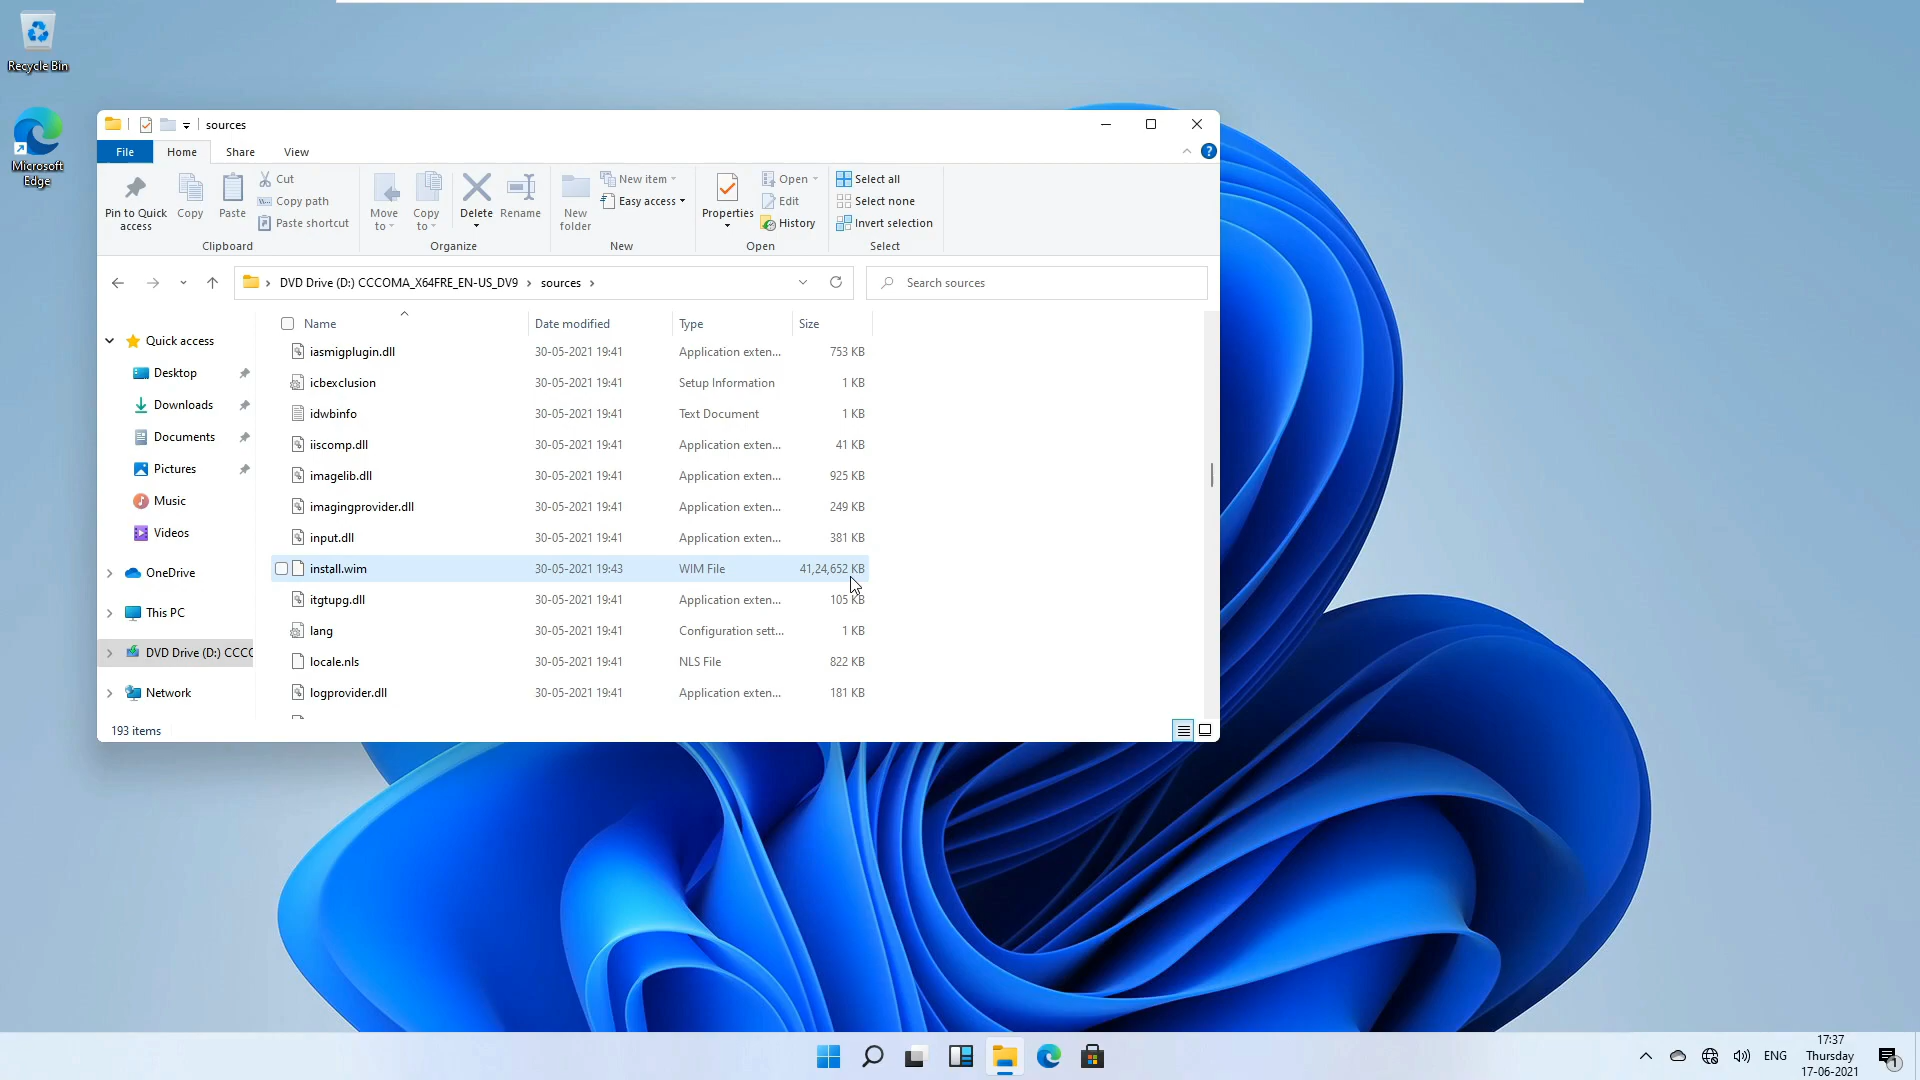 Recycle Bin
Microsoft
Edge
sources
File
Home
Share
View
Pin to Quick
access
Copy
Paste
Cut
Copy path
Paste shortcut
Clipboard
Move
to
Copy
to
Delete
Rename
Organize
New
folder
New item
Easy access
New
Properties
Open
Edit
History
Open
Select all
Select none
Invert selection
Select
DVD Drive (D:) CCCOMA_X64FRE_EN-US_DV9
sources
Search sources
Quick access
Desktop
Downloads
Documents
Pictures
Music
Videos
OneDrive
This PC
DVD Drive (D:) CCCO
Network
Name Date modified Type Size
iasmigplugin.dll 30-05-2021 19:41 Application exten... 753 KB
icbexclusion 30-05-2021 19:41 Setup Information 1 KB
idwbinfo 30-05-2021 19:41 Text Document 1 KB
iiscomp.dll 30-05-2021 19:41 Application exten... 41 KB
imagelib.dll 30-05-2021 19:41 Application exten... 925 KB
imagingprovider.dll 30-05-2021 19:41 Application exten... 249 KB
input.dll 30-05-2021 19:41 Application exten... 381 KB
install.wim 30-05-2021 19:43 WIM File 41,24,652 KB
itgtupg.dll 30-05-2021 19:41 Application exten... 105 KB
lang 30-05-2021 19:41 Configuration sett... 1 KB
locale.nls 30-05-2021 19:41 NLS File 822 KB
logprovider.dll 30-05-2021 19:41 Application exten... 181 KB
193 items
ENG
17:37
Thursday
17-06-2021
1